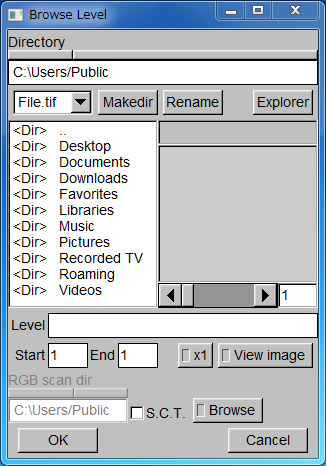 Browse Level
Directory
C:\Users/Public
File.tif Makedir Rename Explorer
<Dir> ..
<Dir> Desktop
<Dir> Documents
<Dir> Downloads
<Dir> Favorites
<Dir> Libraries
<Dir> Music
<Dir> Pictures
<Dir> Recorded TV
<Dir> Roaming
<Dir> Videos
1
Level
Start 1 End 1 x1 View image
RGB scan dir
C:\Users/Public S.C.T. Browse
OK Cancel